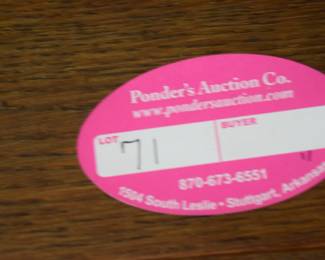 Ponder's Auction Co.
www.pondersauction.com
LOT 71 BUYER
870-673-6551
1504 South Leslie • Stuttgart, Arkansas